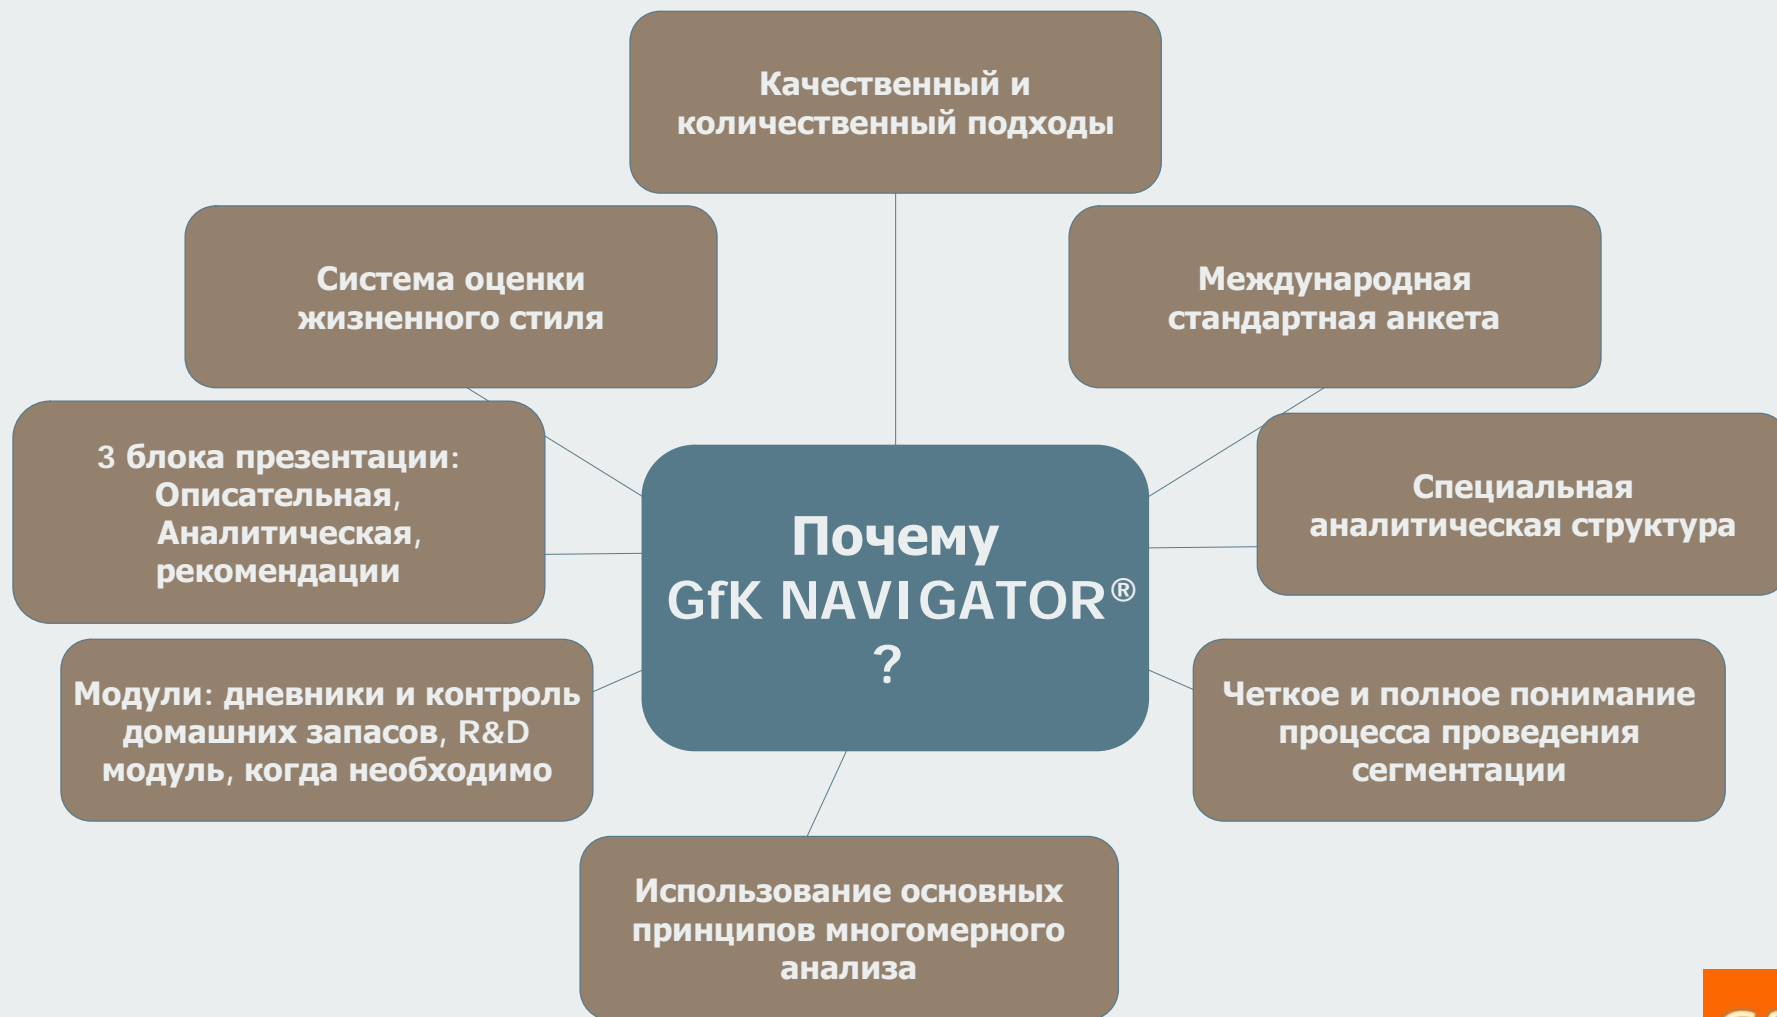 Качественный и
количественный подходы
Система оценки
жизненного стиля
Международная
стандартная анкета
3 блока презентации:
Описательная,
Аналитическая,
рекомендации
Специальная
аналитическая структура
Почему
GfK NAVIGATOR®
?
Модули: дневники и контроль
домашних запасов, R&D
модуль, когда необходимо
Четкое и полное понимание
процесса проведения
сегментации
Использование основных
принципов многомерного
анализа